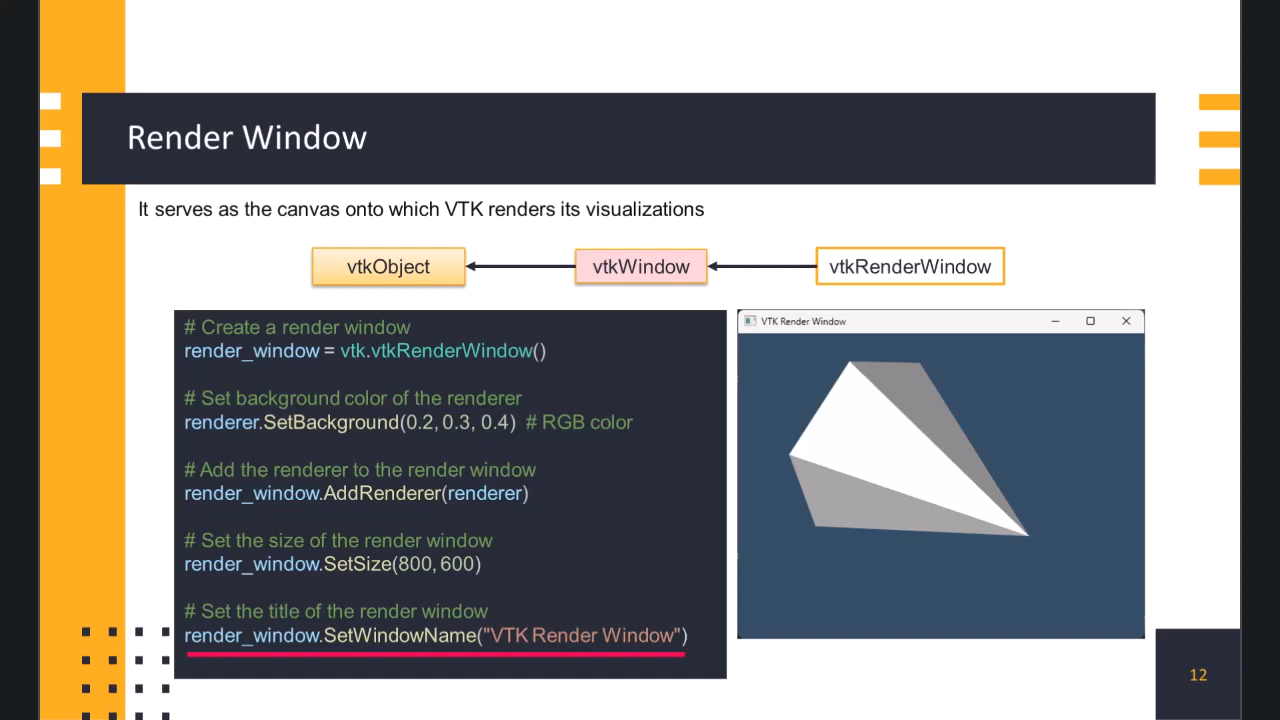 Render Window
It serves as the canvas onto which VTK renders its visualizations
vtkObject
vtkWindow
vtkRenderWindow
# Create a render window
render_window = vtk.vtkRenderWindow()
# Set background color of the renderer
renderer.SetBackground(0.2, 0.3, 0.4)  # RGB color
# Add the renderer to the render window
render_window.AddRenderer(renderer)
# Set the size of the render window
render_window.SetSize(800, 600)
# Set the title of the render window
render_window.SetWindowName("VTK Render Window")
VTK Render Window
12